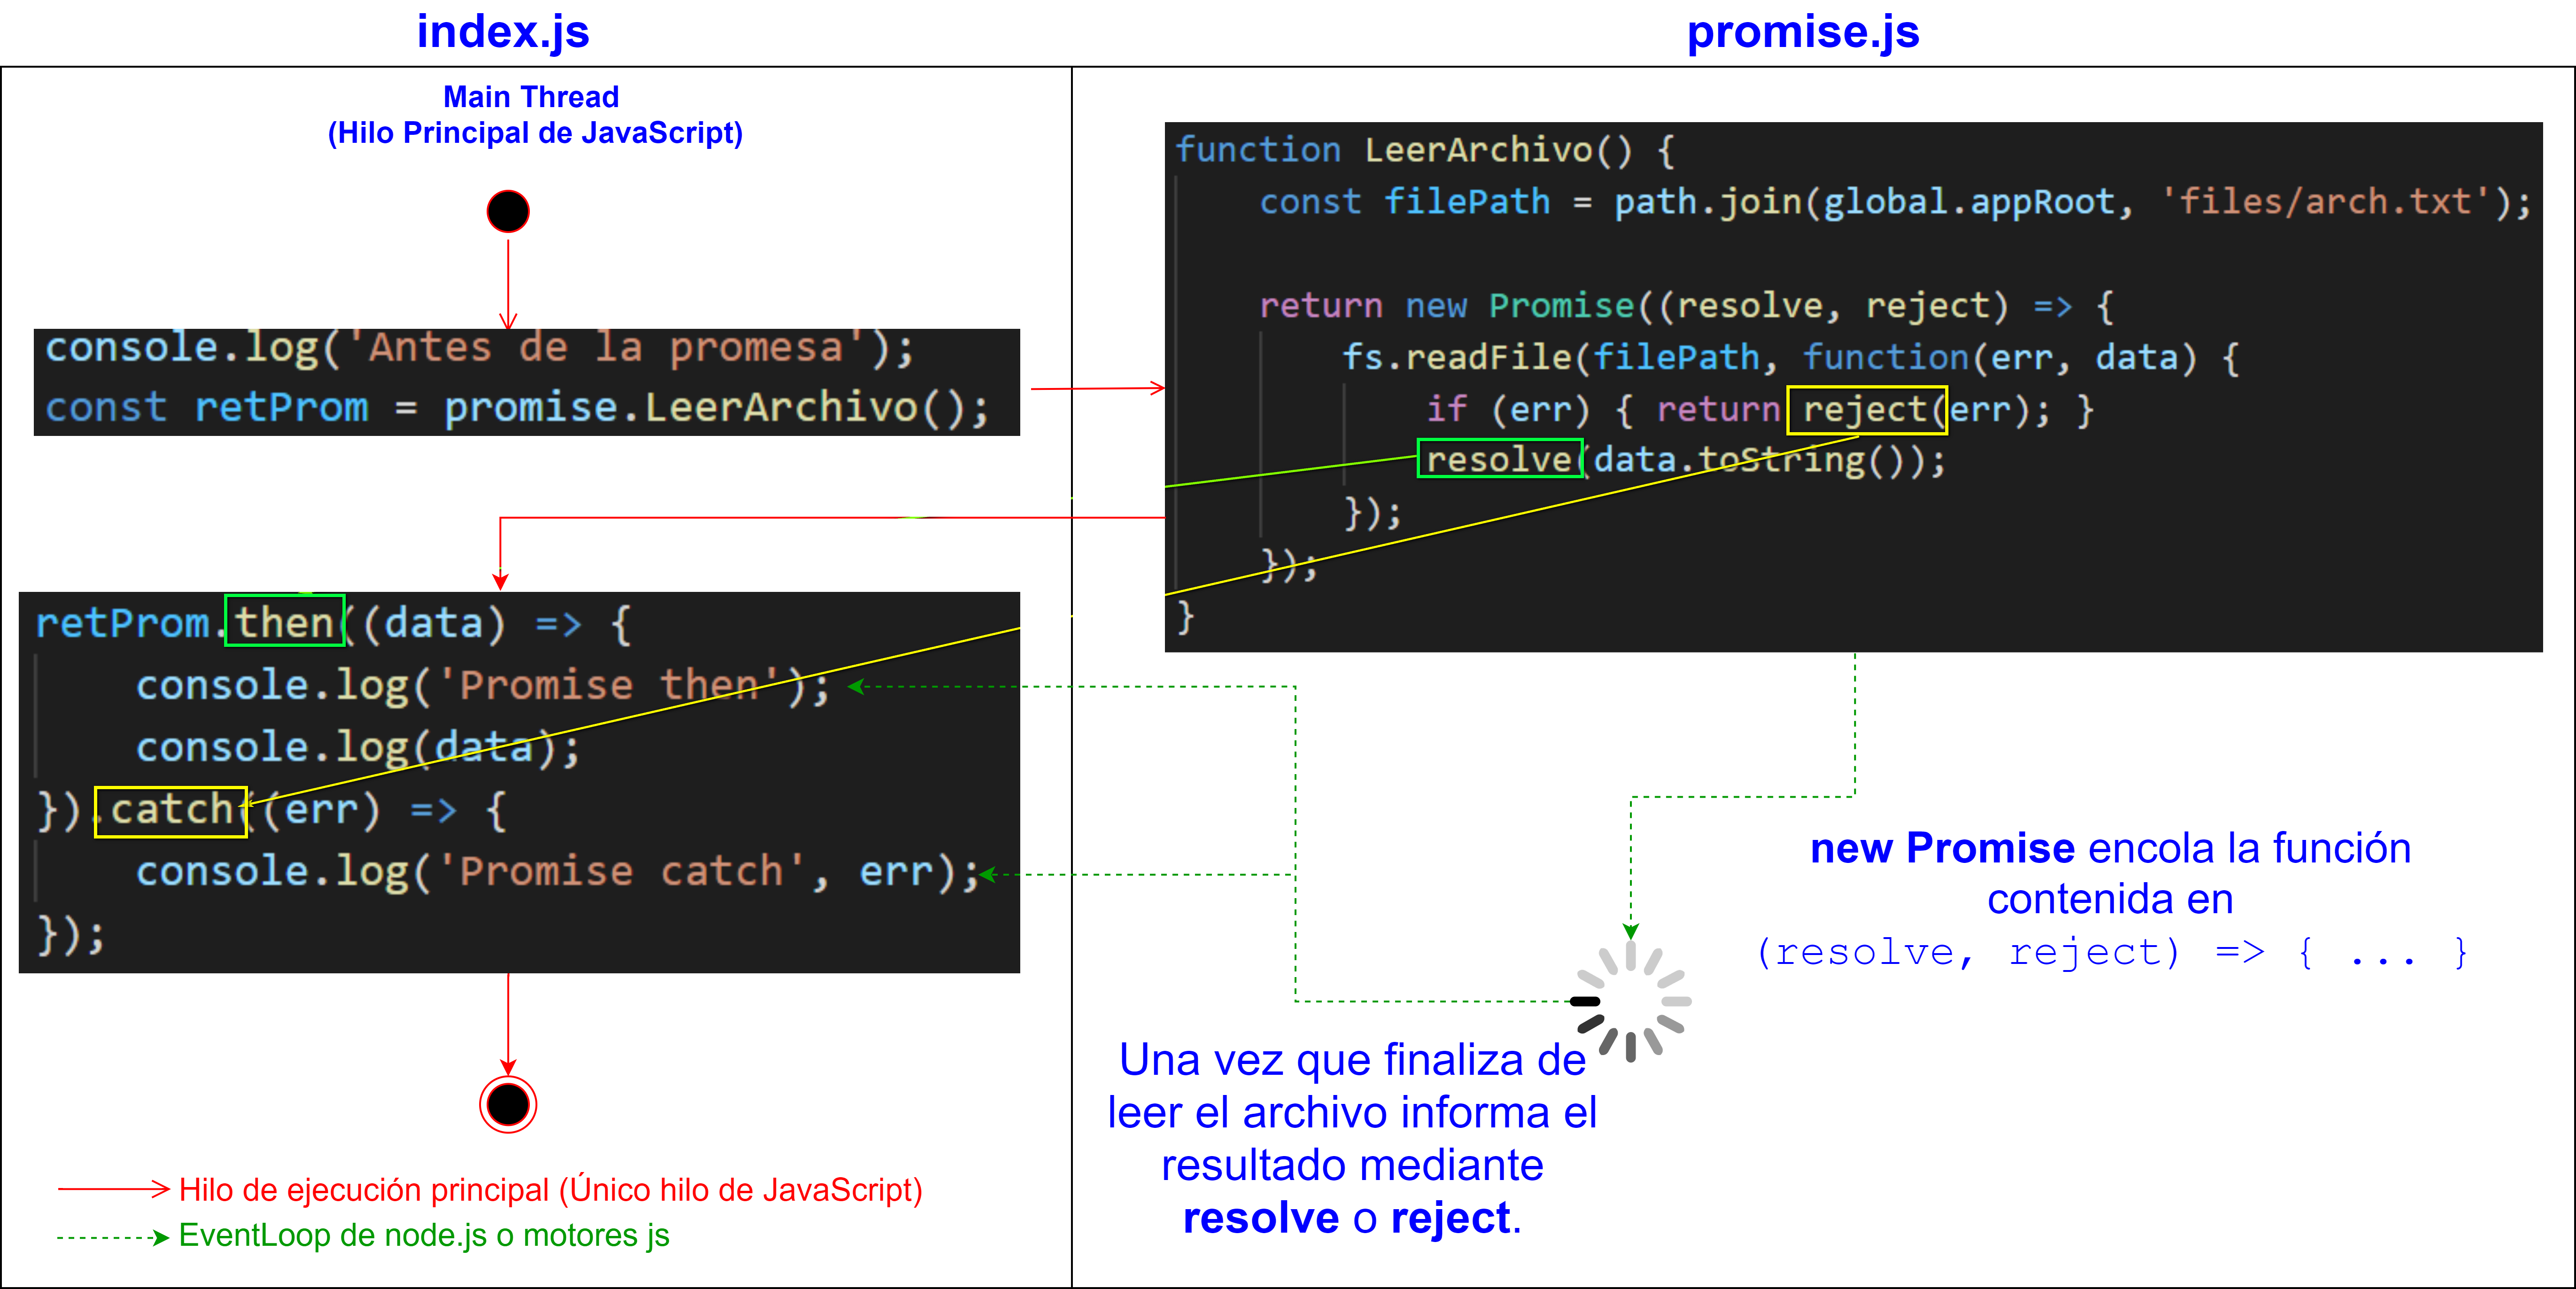 index.js
Main Thread
(Hilo Principal de JavaScript)
console.log('Antes de la promesa');
const retProm = promise.LeerArchivo();
retProm.then((data) => {
console.log('Promise then');
console.log(data);
}).catch((err) => {
console.log('Promise catch', err);
});
Hilo de ejecución principal (Único hilo de JavaScript)
EventLoop de node.js o motores js
promise.js
function LeerArchivo() {
const filePath = path.join(global.appRoot, 'files/arch.txt');
return new Promise((resolve, reject) => {
fs.readFile(filePath, function(err, data) {
if (err) { return reject(err); }
resolve(data.toString());
});
});
}
new Promise encola la función
contenida en
(resolve, reject) => { ... }
Una vez que finaliza de
leer el archivo informa el
resultado mediante
resolve o reject.